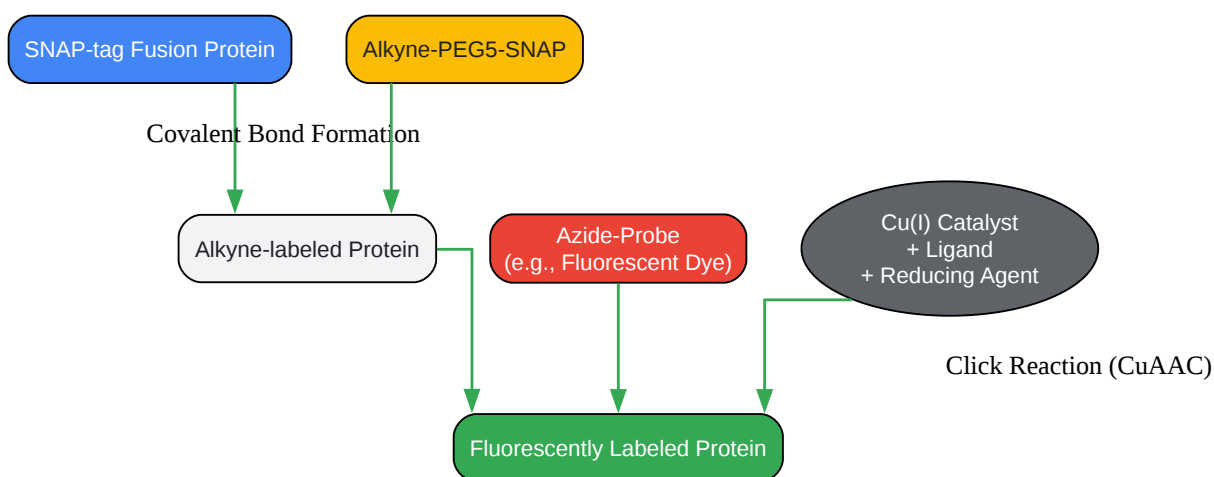 SNAP-tag Fusion Protein
Alkyne-PEG5-SNAP
Covalent Bond Formation
Alkyne-labeled Protein
Azide-Probe
(e.g., Fluorescent Dye)
Cu(I) Catalyst
+ Ligand
+ Reducing Agent
Click Reaction (CuAAC)
Fluorescently Labeled Protein